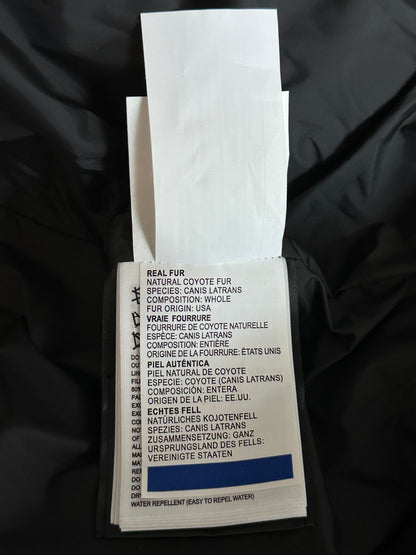 REAL FUR
NATURAL COYOTE FUR
SPECIES: CANIS LATRANS
COMPOSITION: WHOLE
FUR ORIGIN: USA
VRAIE FOURRURE
FOURRURE DE COYOTE NATURELLE
ESPÈCE: CANIS LATRANS
COMPOSITION: ENTIÈRE
ORIGINE DE LA FOURRURE: ÉTATS UNIS
PIEL AUTÉNTICA
PIEL NATURAL DE COYOTE
ESPECIE: COYOTE (CANIS LATRANS)
COMPOSICIÓN: ENTERA
ORIGEN DE LA PIEL: EE.UU.
ECHTES FELL
NATÜRLICHES KOJOTENFELL
SPEZIES: CANIS LATRANS
ZUSAMMENSETZUNG: GANZ
URSPRUNGSLAND DES FELLS:
VEREINIGTE STAATEN
WATER REPELLENT (EASY TO REPEL WATER)